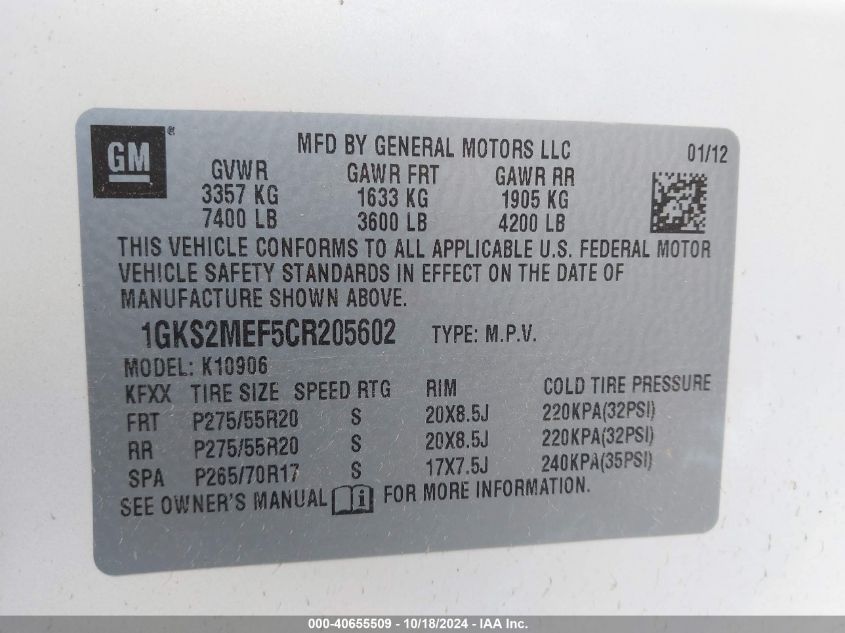 GM ® MFD BY GENERAL MOTORS LLC 01/12
GVWR GAWR FRT GAWR RR
3357 KG 1633 KG 1905 KG
7400 LB 3600 LB 4200 LB
THIS VEHICLE CONFORMS TO ALL APPLICABLE U.S. FEDERAL MOTOR
VEHICLE SAFETY STANDARDS IN EFFECT ON THE DATE OF
MANUFACTURE SHOWN ABOVE.
1GKS2MEF5CR205602 TYPE: M.P.V.
MODEL: K10906
KFXX TIRE SIZE SPEED RTG RIM COLD TIRE PRESSURE
FRT P275/55R20 S 20X8.5J 220KPA(32PSI)
RR P275/55R20 S 20X8.5J 220KPA(32PSI)
SPA P265/70R17 S 17X7.5J 240KPA(35PSI)
SEE OWNER'S MANUAL FOR MORE INFORMATION.
000-40655509 - 10/18/2024 - IAA Inc.